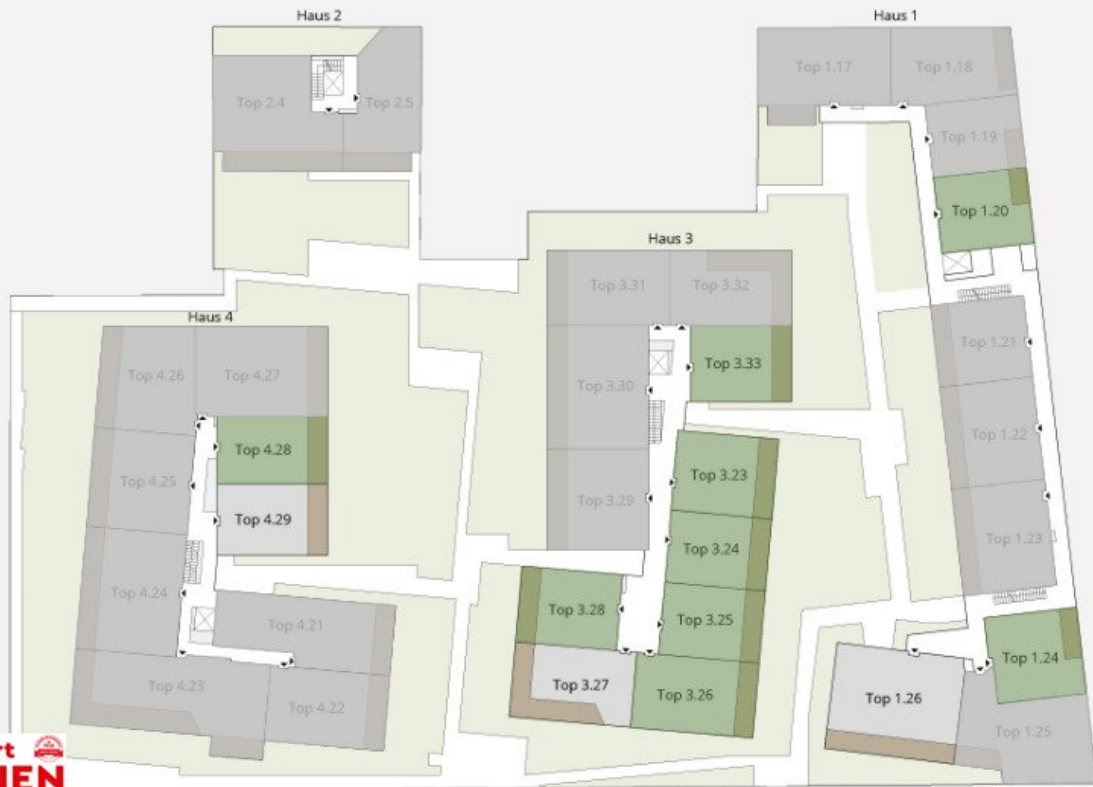 Haus 2
Haus 1
Top 1.17
Top 1.18
Top 2.4
Top 2.5
Top 1.19
Top 1.20
Haus 3
Top 3.31
Top 3.32
Haus 4
Top 1.21
Top 3.33
Top 4.26
Top 4.27
Top 3.30
Top 1.22
Top 4.28
Top 3.23
Top 4.25
Top 3.29
Top 4.29
Top 1.23
Top 3.24
Top 4.24
Top 3.28
Top 3.25
Top 4.21
Top 1.24
Top 4.23
Top 3.27
Top 3.26
Top 1.26
Top 4.22
Top 1.25
rt
NEN